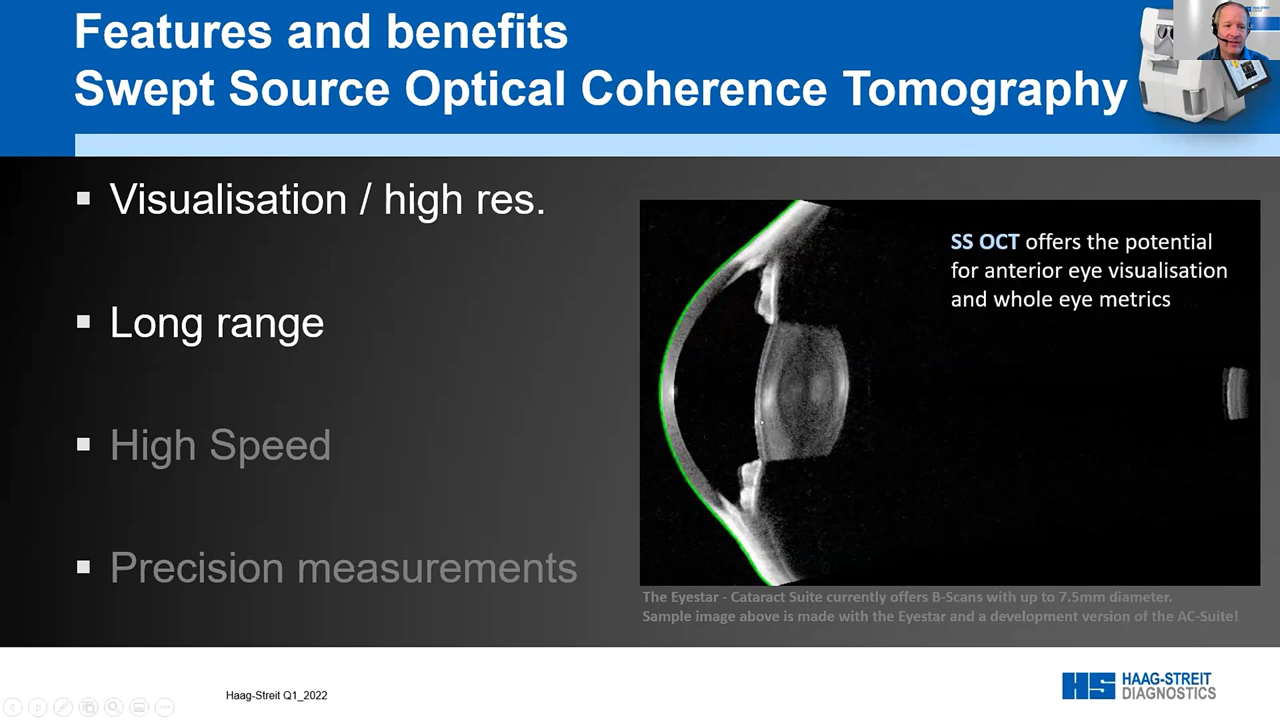 Features and benefits
Swept Source Optical Coherence Tomography
Visualisation / high res.
Long range
High Speed
Precision measurements
SS OCT offers the potential
for anterior eye visualisation
and whole eye metrics
The Eyestar - Cataract Suite currently offers B-Scans with up to 7.5mm diameter.
Sample image above is made with the Eyestar and a development version of the AC-Suite!
Haag-Streit Q1_2022
HS HAAG-STREIT
DIAGNOSTICS